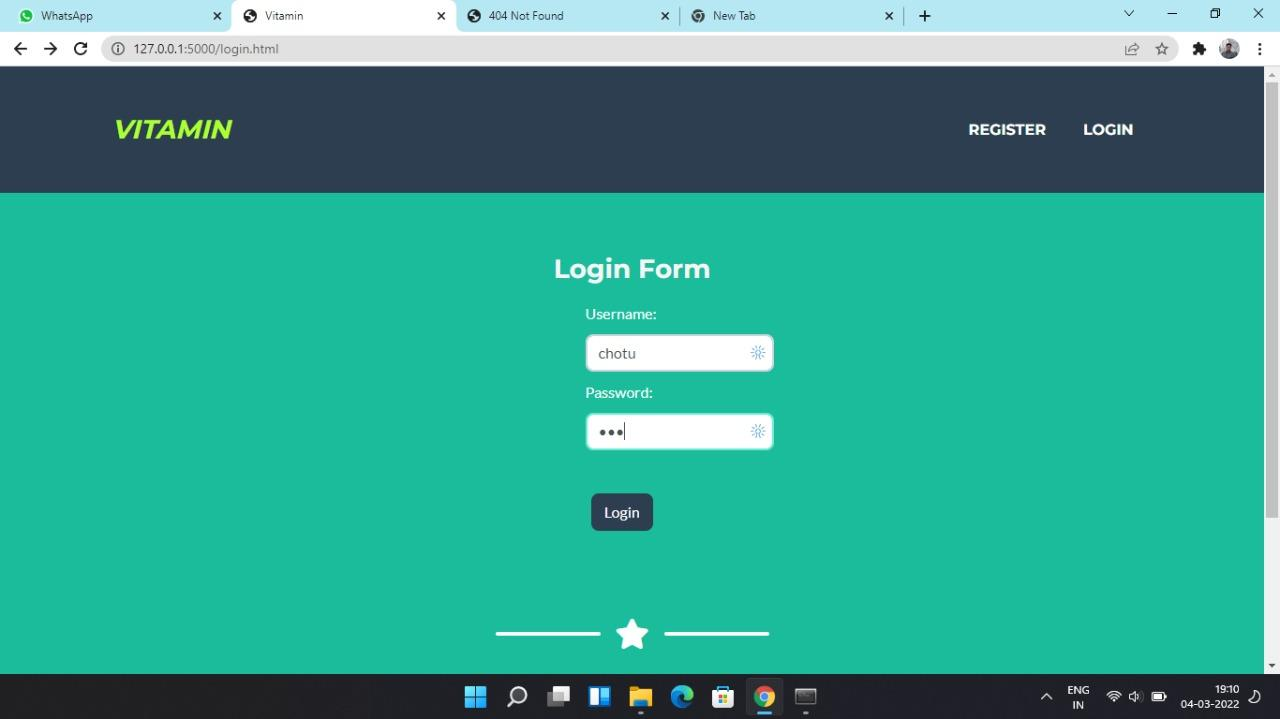 WhatsApp
Vitamin
404 Not Found
New Tab
127.0.0.1:5000/login.html
VITAMIN
REGISTER
LOGIN
Login Form
Username:
chotu
Password:
•••
Login
ENG
IN
19:10
04-03-2022